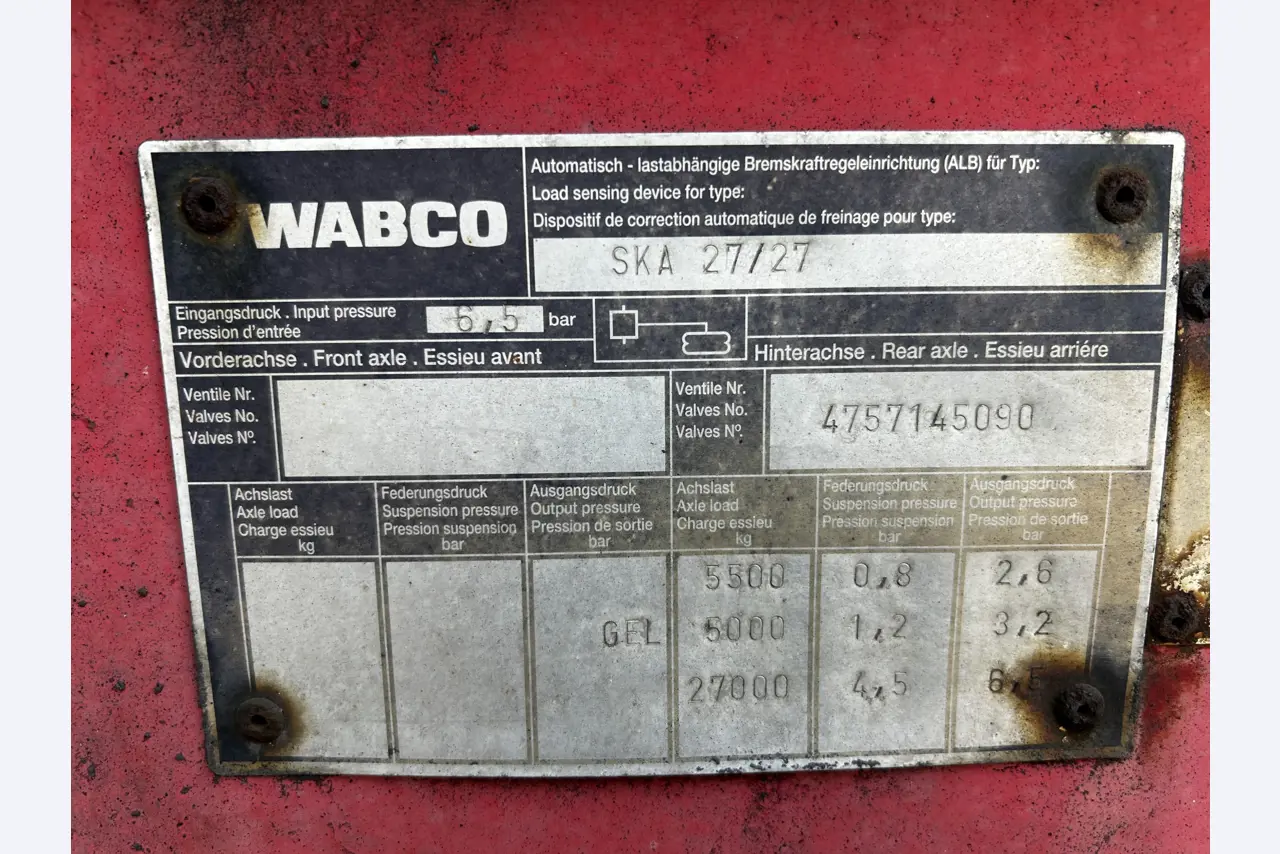 WABCO
Automatisch - lastabhängige Bremskraftregeleinrichtung (ALB) für Typ:
Load sensing device for type:
Dispositif de correction automatique de freinage pour type:
SKA 27/27
Eingangsdruck . Input pressure
Pression d'entrée
6,5 bar
Vorderachse . Front axle . Essieu avant
Hinterachse . Rear axle . Essieu arriére
Ventile Nr.
Valves No.
Valves Nº.
Ventile Nr.
Valves No.
Valves Nº.
4757145090
Achslast
Axle load
Charge essieu
kg
Federungsdruck
Suspension pressure
Pression suspension
bar
Ausgangsdruck
Output pressure
Pression de sortie
bar
Achslast
Axle load
Charge essieu
kg
Federungsdruck
Suspension pressure
Pression suspension
bar
Ausgangsdruck
Output pressure
Pression de sortie
bar
5500 0,8 2,6
GEL 5000 1,2 3,2
27000 4,5 6,5